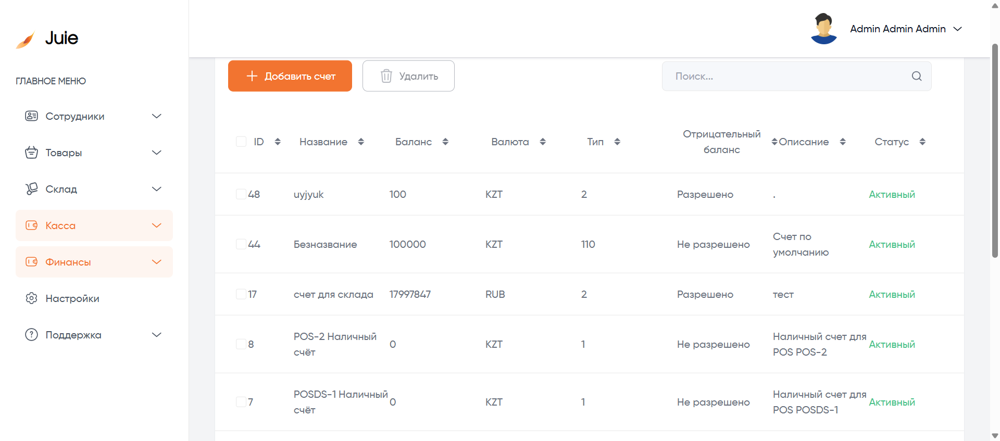 Juie
Admin Admin Admin
ГЛАВНОЕ МЕНЮ
Сотрудники
Товары
Склад
Касса
Финансы
Настройки
Поддержка
Добавить счет
Удалить
Поиск...
ID Название Баланс Валюта Тип Отрицательный баланс Описание Статус
48 uyjyuk 100 KZT 2 Разрешено . Активный
44 Безназвание 100000 KZT 110 Не разрешено Счет по умолчанию Активный
17 счет для склада 17997847 RUB 2 Разрешено тест Активный
8 POS-2 Наличный счёт 0 KZT 1 Не разрешено Наличный счет для POS POS-2 Активный
7 POSDS-1 Наличный счёт 0 KZT 1 Не разрешено Наличный счет для POS POSDS-1 Активный